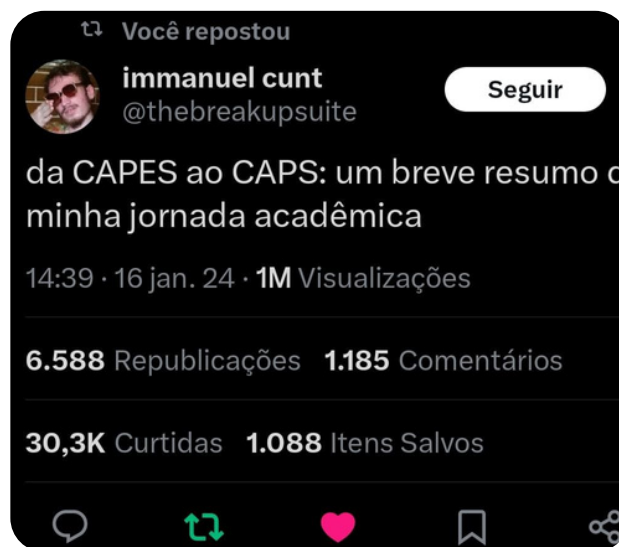 Você repostou
immanuel cunt
@thebreakupsuite
Seguir
da CAPES ao CAPS: um breve resumo
minha jornada acadêmica
14:39 · 16 jan. 24 · 1M Visualizações
6.588 Republicações 1.185 Comentários
30,3K Curtidas 1.088 Itens Salvos